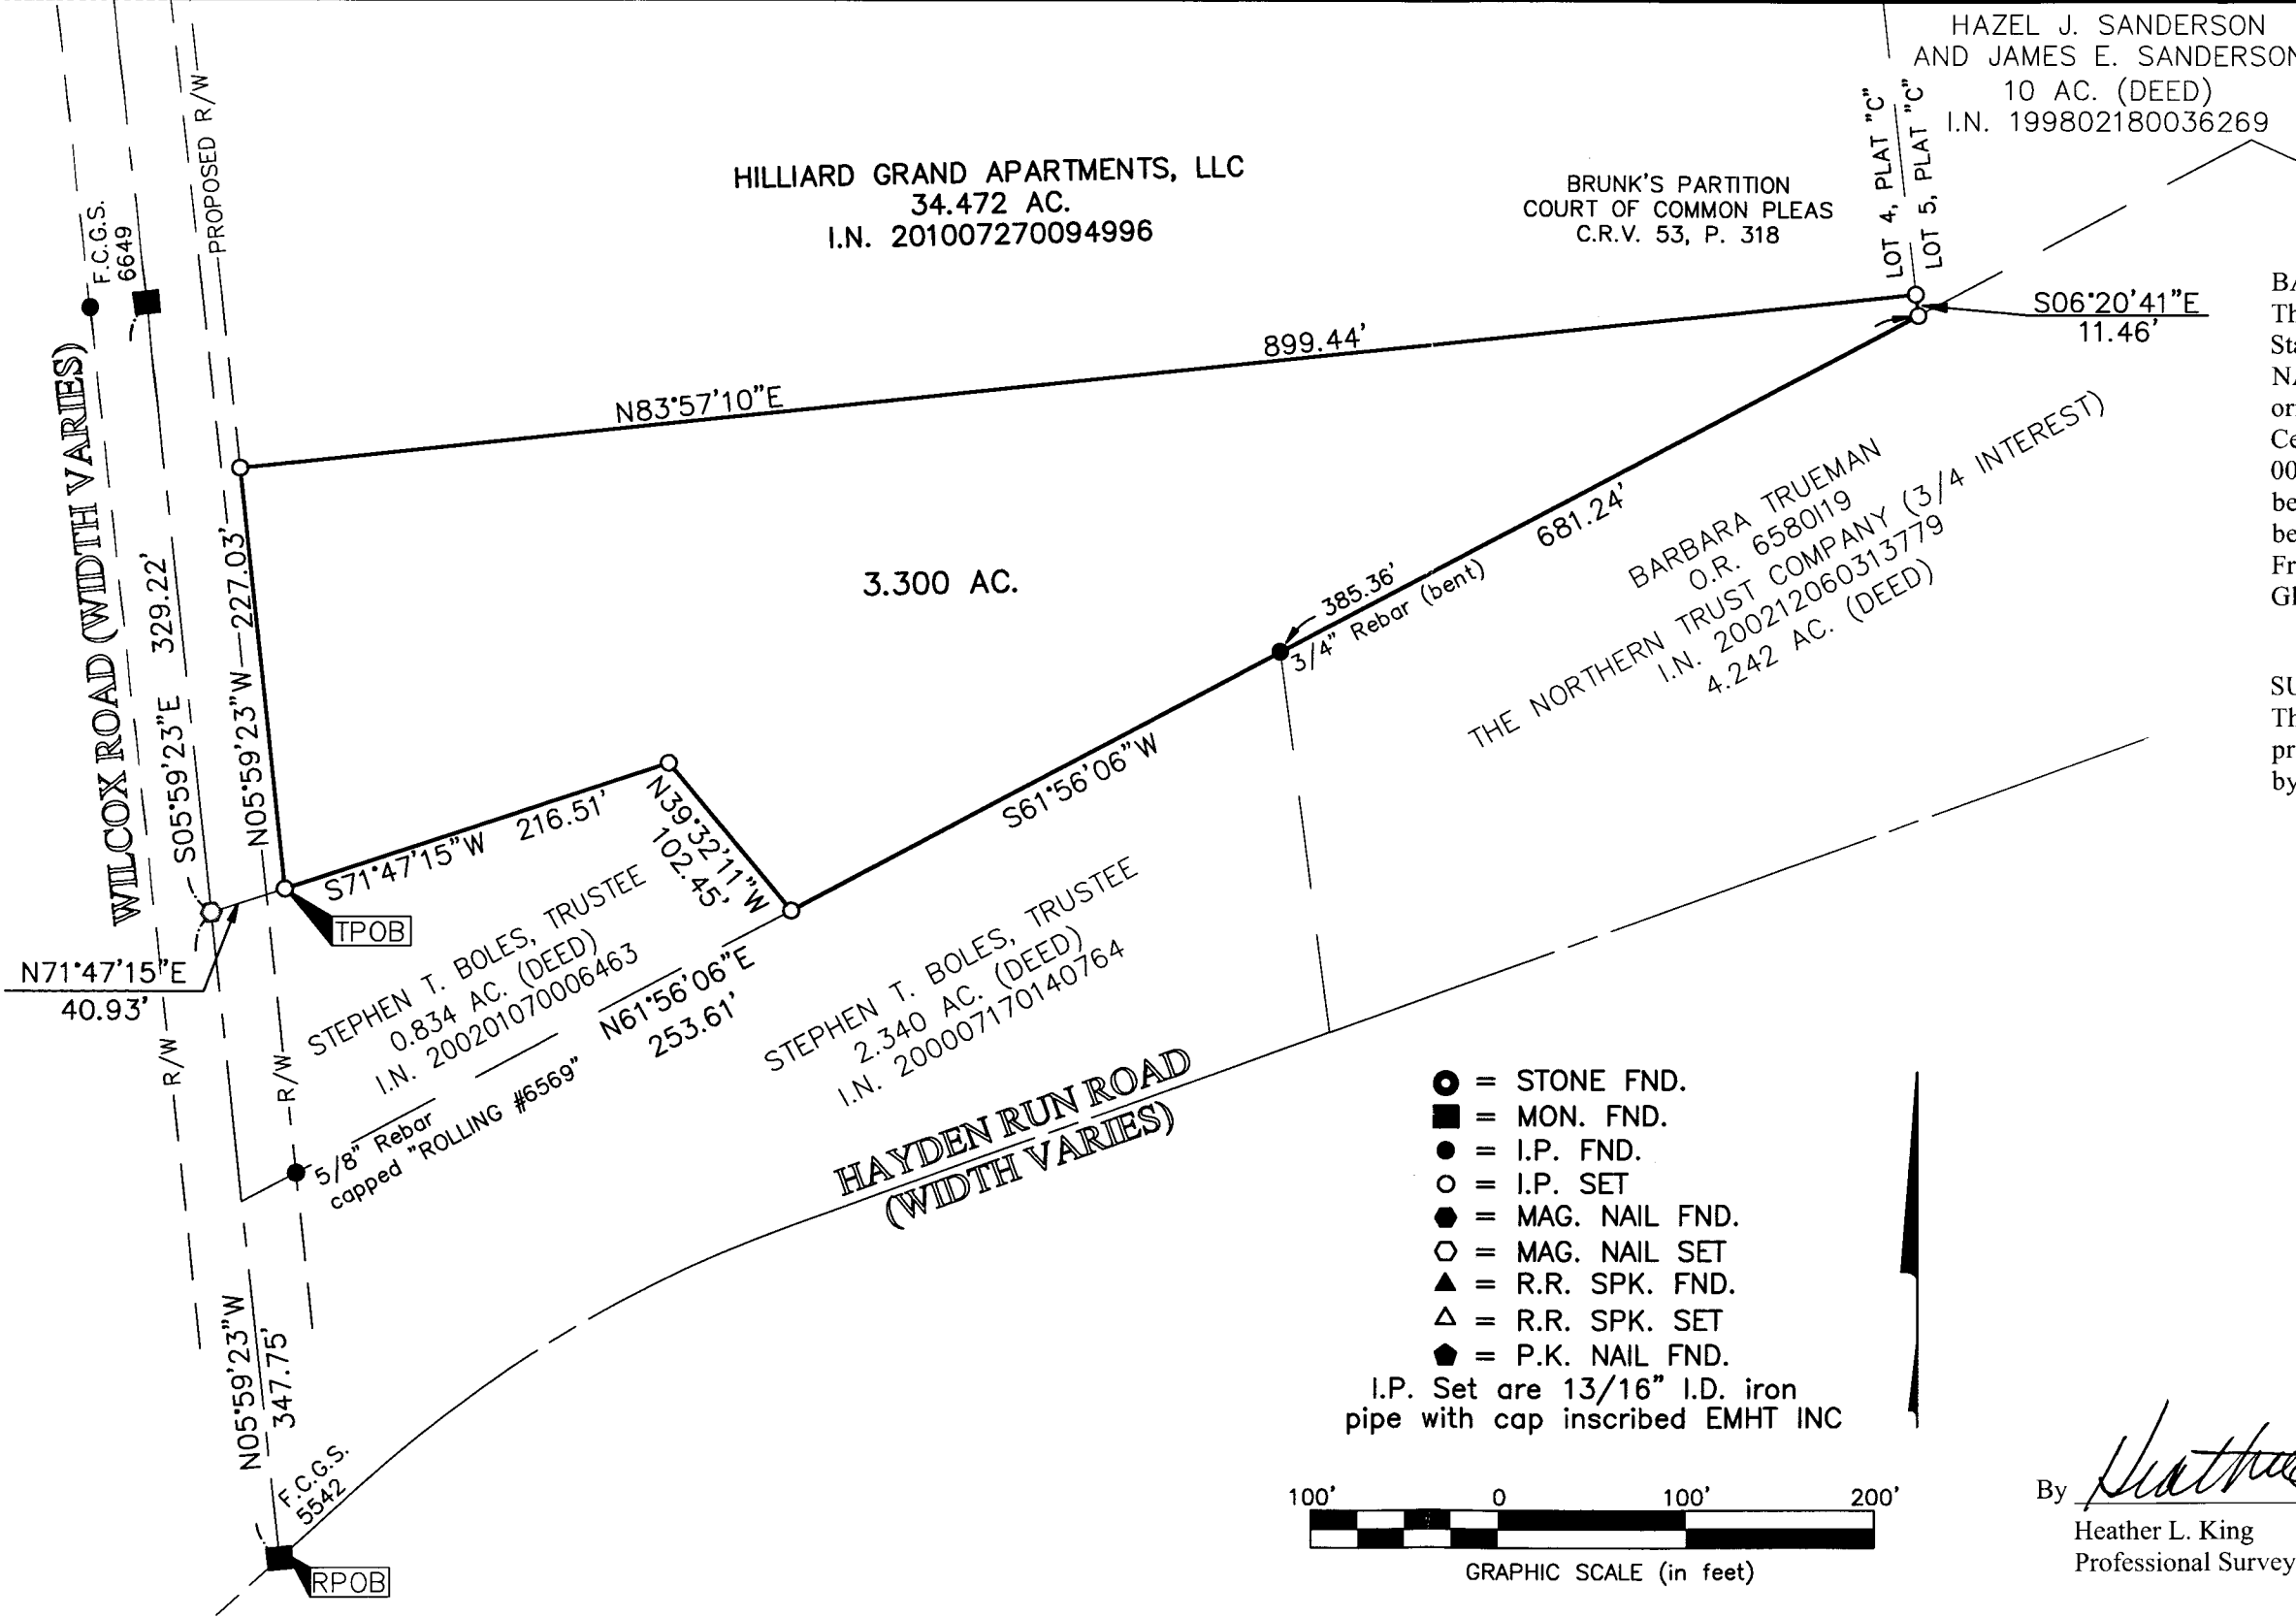 HAZEL J. SANDERSON
AND JAMES E. SANDERSON
10 AC. (DEED)
I.N. 199802180036269
PROPOSED R/W
F.C.G.S.
6649
HILLIARD GRAND APARTMENTS, LLC
34.472 AC.
I.N. 201007270094996
BRUNK'S PARTITION
COURT OF COMMON PLEAS
C.R.V. 53, P. 318
LOT 4, PLAT "C"
LOT 5, PLAT "C"
S06°20'41"E
11.46'
899.44'
N83°57'10"E
WILCOX ROAD (WIDTH VARIES)
S05°59'23"E 329.22'
N05°59'23"W 227.03'
3.300 AC.
681.24'
385.36'
3/4" Rebar (bent)
BARBARA TRUEMAN
O.R. 6580I19
THE NORTHERN TRUST COMPANY (3/4 INTEREST)
I.N. 200212060313779
4.242 AC. (DEED)
S61°56'06"W
S71°47'15"W 216.51'
N39°32'11"W
102.45'
TPOB
N71°47'15"E
40.93'
STEPHEN T. BOLES, TRUSTEE
0.834 AC. (DEED)
I.N. 200201070006463
N61°56'06"E
253.61'
STEPHEN T. BOLES, TRUSTEE
2.340 AC. (DEED)
I.N. 200007170140764
R/W
R/W
5/8" Rebar
capped "ROLLING #6569"
HAYDEN RUN ROAD
(WIDTH VARIES)
N05°59'23"W
347.75'
F.C.G.S.
5542
RPOB
= STONE FND.
= MON. FND.
= I.P. FND.
= I.P. SET
= MAG. NAIL FND.
= MAG. NAIL SET
= R.R. SPK. FND.
= R.R. SPK. SET
= P.K. NAIL FND.
I.P. Set are 13/16" I.D. iron
pipe with cap inscribed EMHT INC
100' 0 100' 200'
GRAPHIC SCALE (in feet)
By
Heather L. King
Professional Survey